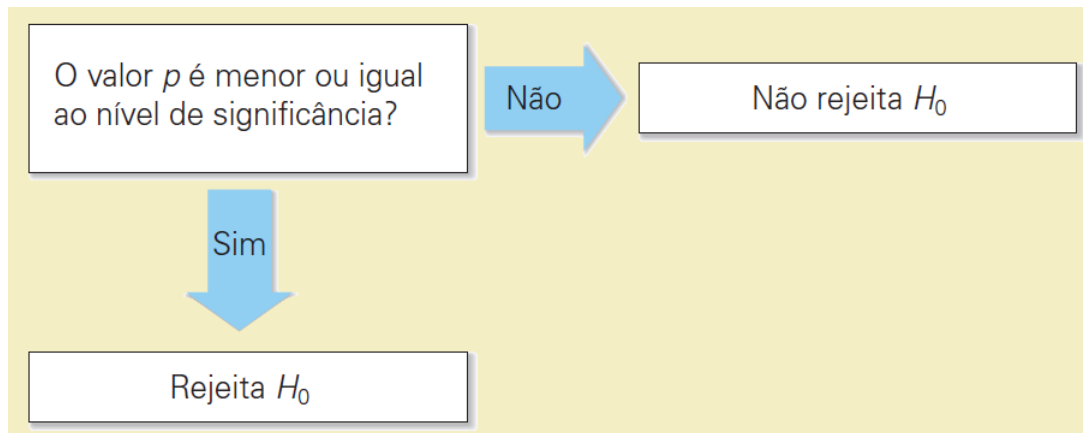 O valor p é menor ou igual
ao nível de significância?
Não
Não rejeita H₀
Sim
Rejeita H₀